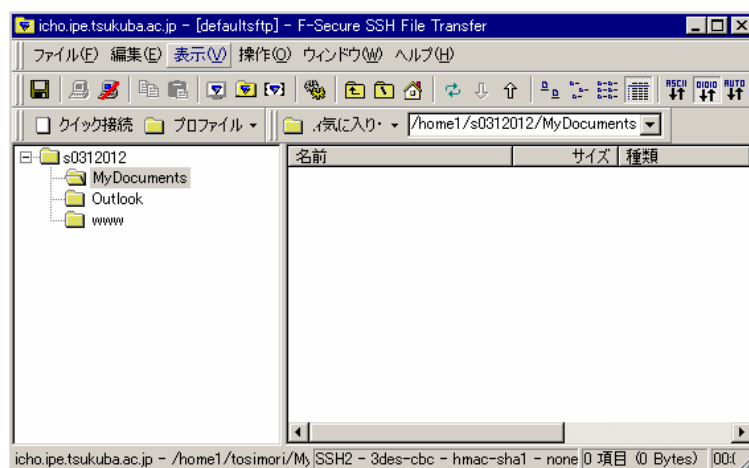 icho.ipe.tsukuba.ac.jp - [defaultsftp] - F-Secure SSH File Transfer
ファイル(F) 編集(E) 表示(V) 操作(O) ウィンドウ(W) ヘルプ(H)
ASCII 01010 AUTO
クイック接続 プロファイル 気に入り /home1/s0312012/MyDocuments
s0312012
MyDocuments
Outlook
www
名前 サイズ 種類
icho.ipe.tsukuba.ac.jp - /home1/tosimori/My SSH2 - 3des-cbc - hmac-sha1 - none 0 項目 (0 Bytes) 00:(